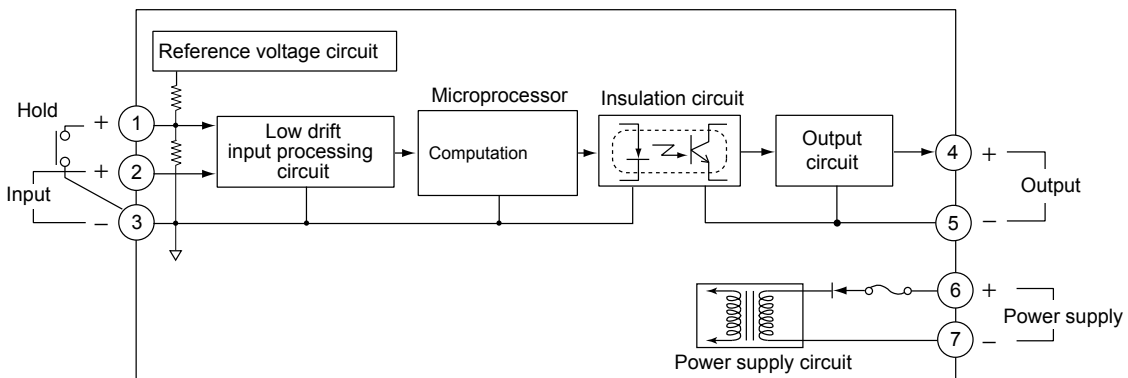 Reference voltage circuit
Hold
+ 1
Microprocessor
Insulation circuit
Low drift
input processing
circuit
Computation
Output
circuit
4 +
+ 2
Input
Output
− 3
5 −
6 +
Power supply
7 −
Power supply circuit